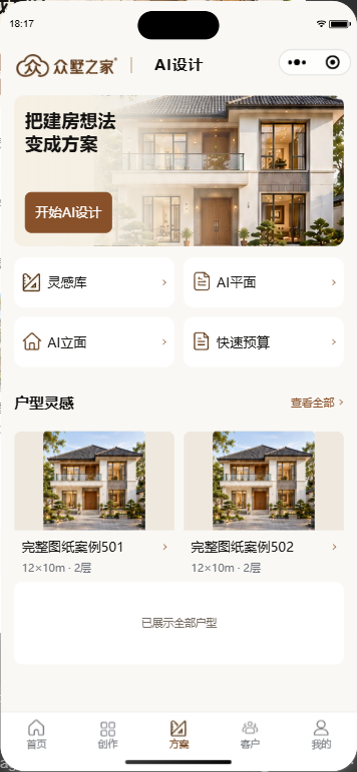 18:17
众墅之家
AI设计
把建房想法
变成方案
开始AI设计
灵感库
AI平面
AI立面
快速预算
户型灵感
查看全部
完整图纸案例501
完整图纸案例502
12×10m · 2层
12×10m · 2层
已展示全部户型
首页
创作
方案
客户
我的